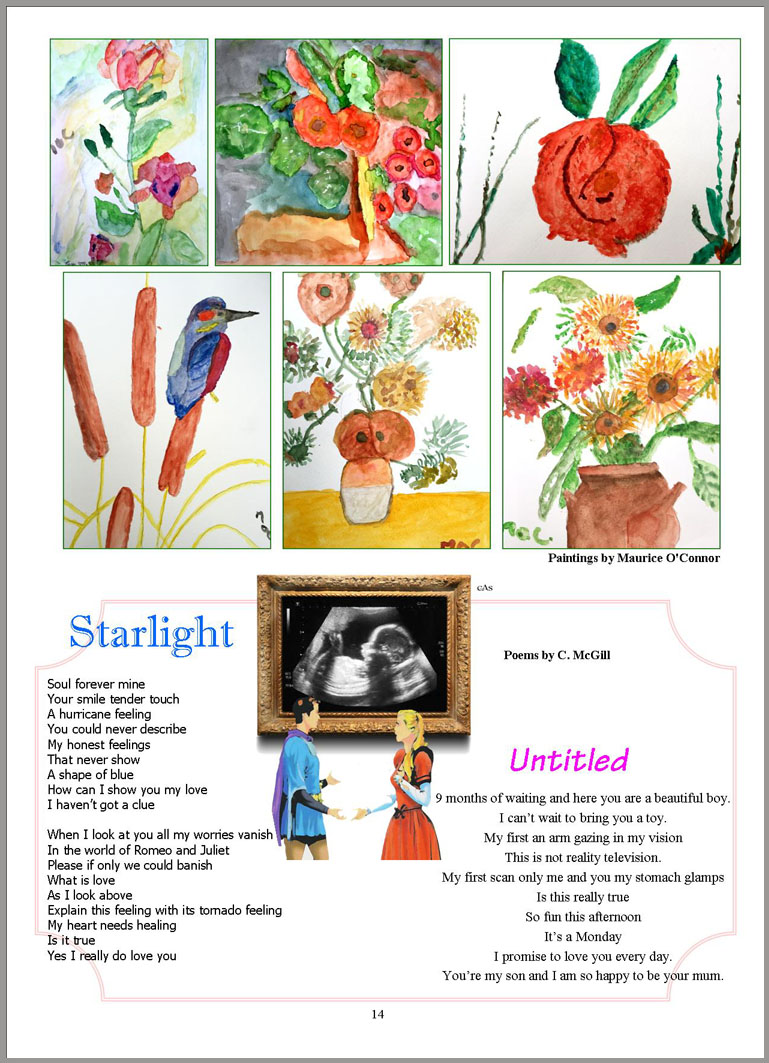 MOC
MOC
Paintings by Maurice O'Connor
cAs
Starlight
Poems by C. McGill
Soul forever mine
Your smile tender touch
A hurricane feeling
You could never describe
My honest feelings
That never show
A shape of blue
How can I show you my love
I haven't got a clue
When I look at you all my worries vanish
In the world of Romeo and Juliet
Please if only we could banish
What is love
As I look above
Explain this feeling with its tornado feeling
My heart needs healing
Is it true
Yes I really do love you
Untitled
9 months of waiting and here you are a beautiful boy.
I can't wait to bring you a toy.
My first an arm gazing in my vision
This is not reality television.
My first scan only me and you my stomach glamps
Is this really true
So fun this afternoon
It's a Monday
I promise to love you every day.
You're my son and I am so happy to be your mum.
14